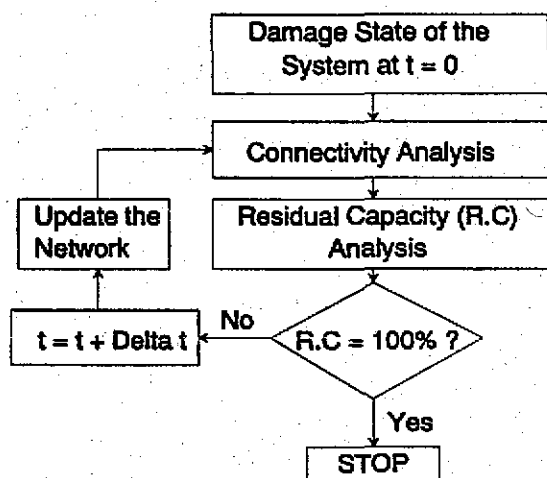 Damage State of the
System at t = 0
Connectivity Analysis
Update the
Network
Residual Capacity (R.C)
Analysis
No
t = t + Delta t
R.C = 100% ?
Yes
STOP